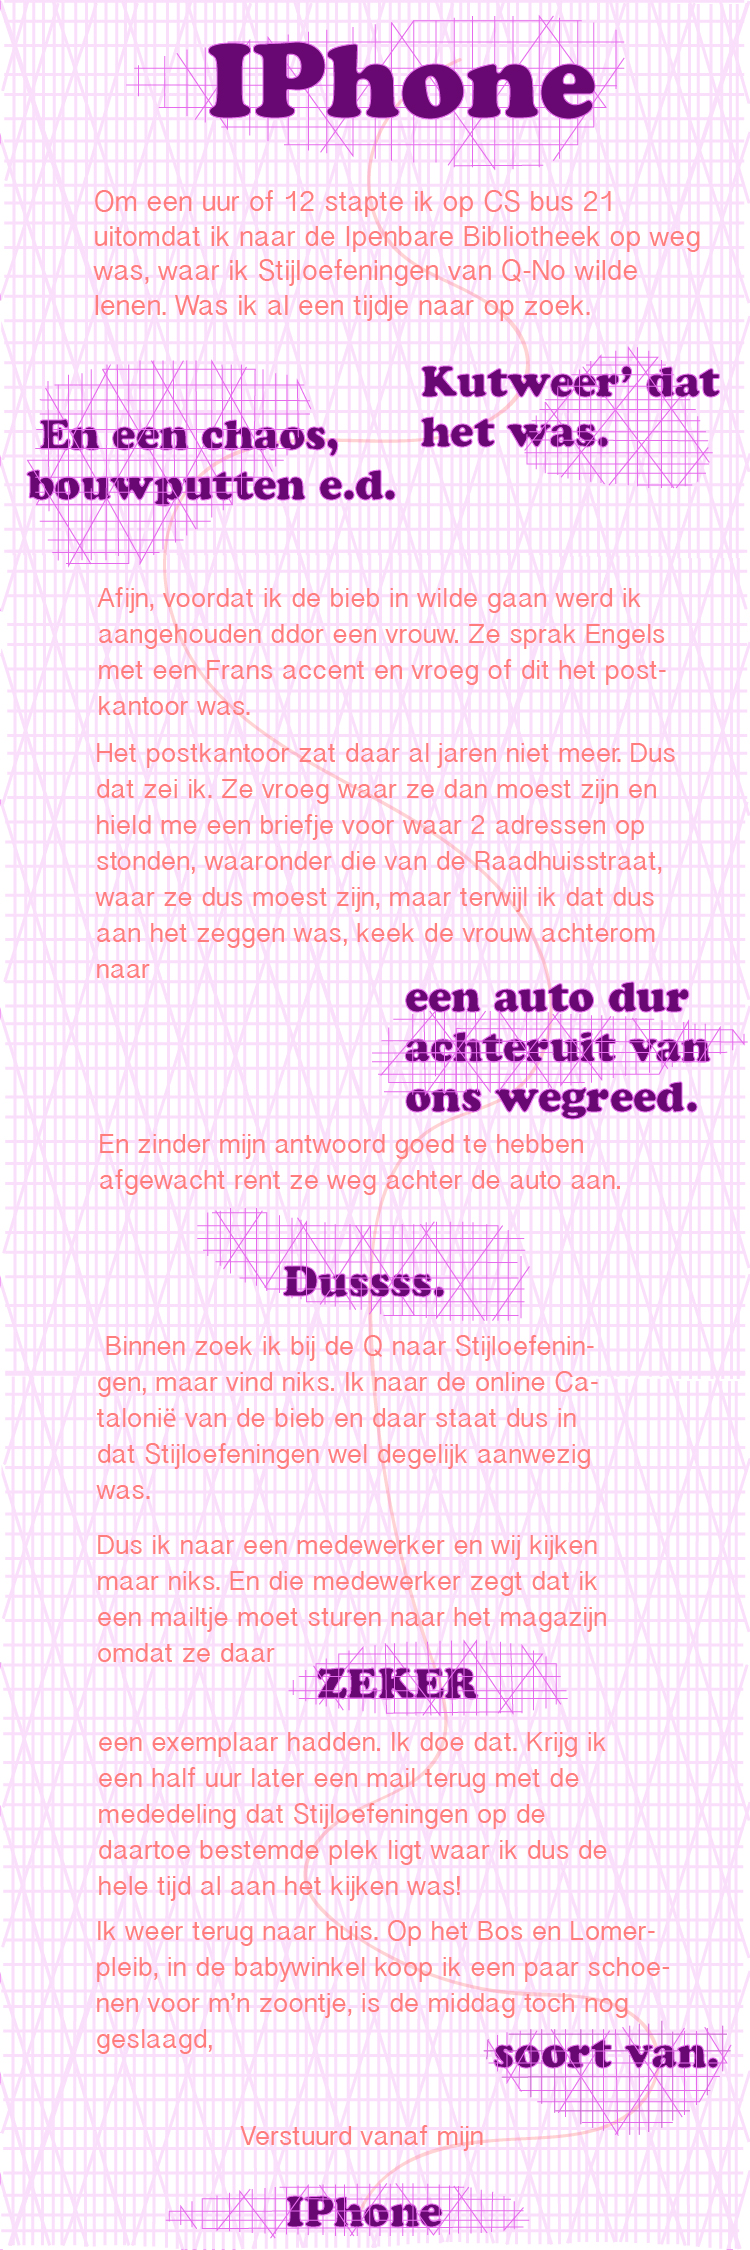 IPhone
Om een uur of 12 stapte ik op CS bus 21
uitomdat ik naar de Ipenbare Bibliotheek op weg
was, waar ik Stijloefeningen van Q-No wilde
lenen. Was ik al een tijdje naar op zoek.
Kutweer’ dat
het was.
En een chaos,
bouwputten e.d.
Afijn, voordat ik de bieb in wilde gaan werd ik
aangehouden ddor een vrouw. Ze sprak Engels
met een Frans accent en vroeg of dit het post-
kantoor was.
Het postkantoor zat daar al jaren niet meer. Dus
dat zei ik. Ze vroeg waar ze dan moest zijn en
hield me een briefje voor waar 2 adressen op
stonden, waaronder die van de Raadhuisstraat,
waar ze dus moest zijn, maar terwijl ik dat dus
aan het zeggen was, keek de vrouw achterom
naar
een auto dur
achteruit van
ons wegreed.
En zinder mijn antwoord goed te hebben
afgewacht rent ze weg achter de auto aan.
Dussss.
Binnen zoek ik bij de Q naar Stijloefenin-
gen, maar vind niks. Ik naar de online Ca-
talonië van de bieb en daar staat dus in
dat Stijloefeningen wel degelijk aanwezig
was.
Dus ik naar een medewerker en wij kijken
maar niks. En die medewerker zegt dat ik
een mailtje moet sturen naar het magazijn
omdat ze daar
ZEKER
een exemplaar hadden. Ik doe dat. Krijg ik
een half uur later een mail terug met de
mededeling dat Stijloefeningen op de
daartoe bestemde plek ligt waar ik dus de
hele tijd al aan het kijken was!
Ik weer terug naar huis. Op het Bos en Lomer-
pleib, in de babywinkel koop ik een paar schoe-
nen voor m’n zoontje, is de middag toch nog
geslaagd,
soort van.
Verstuurd vanaf mijn
IPhone